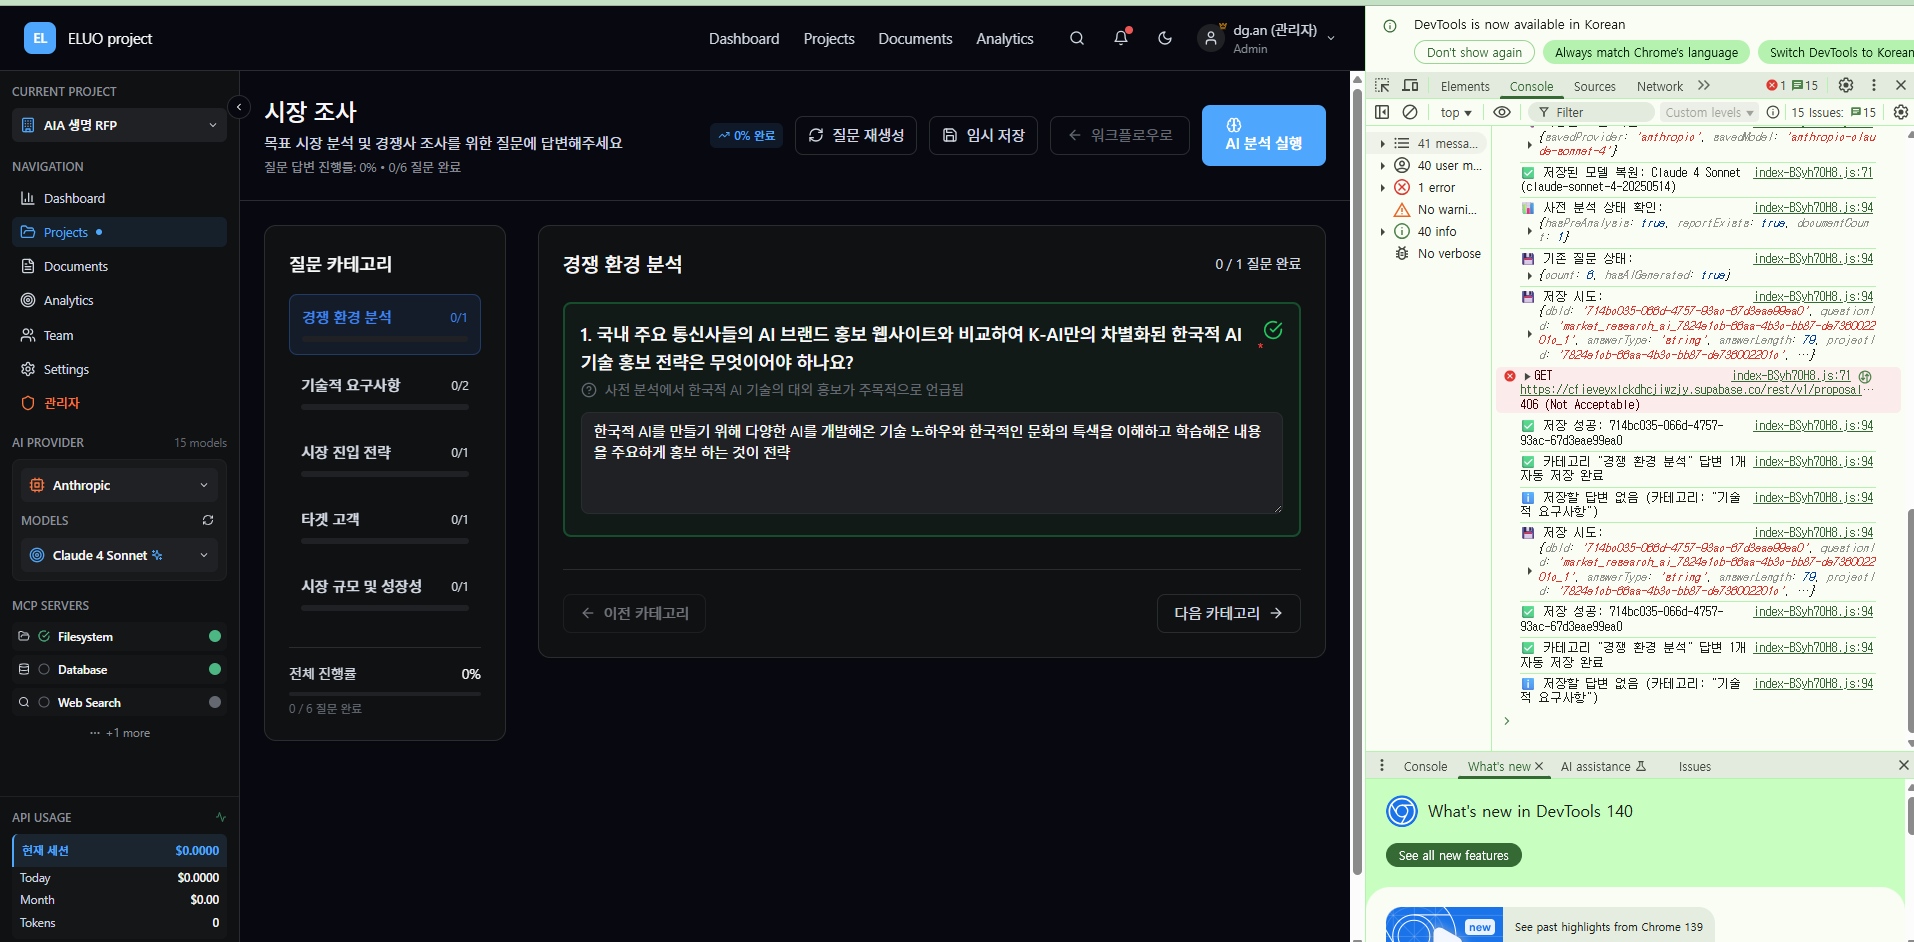 EL
ELUO project
Dashboard
Projects
Documents
Analytics
dg.an (관리자)
Admin
CURRENT PROJECT
AIA 생명 RFP
NAVIGATION
Dashboard
Projects
Documents
Analytics
Team
Settings
관리자
AI PROVIDER
15 models
Anthropic
MODELS
Claude 4 Sonnet
MCP SERVERS
Filesystem
Database
Web Search
··· +1 more
API USAGE
현재 세션 $0.0000
Today $0.0000
Month $0.00
Tokens 0
시장 조사
목표 시장 분석 및 경쟁사 조사를 위한 질문에 답변해주세요
질문 답변 진행률: 0% • 0/6 질문 완료
0% 완료
질문 재생성
임시 저장
워크플로우로
AI 분석 실행
질문 카테고리
경쟁 환경 분석 0/1
기술적 요구사항 0/2
시장 진입 전략 0/1
타겟 고객 0/1
시장 규모 및 성장성 0/1
전체 진행률 0%
0 / 6 질문 완료
경쟁 환경 분석
0 / 1 질문 완료
1. 국내 주요 통신사들의 AI 브랜드 홍보 웹사이트와 비교하여 K-AI만의 차별화된 한국적 AI
기술 홍보 전략은 무엇이어야 하나요?
*
사전 분석에서 한국적 AI 기술의 대외 홍보가 주목적으로 언급됨
한국적 AI를 만들기 위해 다양한 AI를 개발해온 기술 노하우와 한국적인 문화의 특색을 이해하고 학습해온 내용
을 주요하게 홍보 하는 것이 전략
이전 카테고리
다음 카테고리
DevTools is now available in Korean
Don't show again
Always match Chrome's language
Switch DevTools to Korean
Elements
Console
Sources
Network
1
15
top
Filter
Custom levels
15 Issues: 15
41 messa...
40 user m...
1 error
No warni...
40 info
No verbose
{savedProvider: 'anthropic', savedModel: 'anthropic-clau
de-sonnet-4'}
저장된 모델 복원: Claude 4 Sonnet index-BSyh70H8.js:71
(claude-sonnet-4-20250514)
사전 분석 상태 확인: index-BSyh70H8.js:94
{hasPreAnalysis: true, reportExists: true, documentCoun
t: 1}
기존 질문 상태: index-BSyh70H8.js:94
{count: 6, hasAIGenerated: true}
저장 시도: index-BSyh70H8.js:94
{dbId: '714bc035-066d-4757-93ac-67d3eae99ea0', question
Id: 'market_research_ai_7824e1cb-66aa-4b3c-bb87-de736002
201c_1', answerType: 'string', answerLength: 79, projectI
d: '7824e1cb-66aa-4b3c-bb87-de736002201c', …}
GET index-BSyh70H8.js:71
https://cfieveyxlckdhcjiwzjy.supabase.co/rest/v1/proposal…
406 (Not Acceptable)
저장 성공: 714bc035-066d-4757- index-BSyh70H8.js:94
93ac-67d3eae99ea0
카테고리 "경쟁 환경 분석" 답변 1개 index-BSyh70H8.js:94
자동 저장 완료
저장할 답변 없음 (카테고리: "기술 index-BSyh70H8.js:94
적 요구사항")
저장 시도: index-BSyh70H8.js:94
{dbId: '714bc035-066d-4757-93ac-67d3eae99ea0', question
Id: 'market_research_ai_7824e1cb-66aa-4b3c-bb87-de736002
201c_1', answerType: 'string', answerLength: 79, projectI
d: '7824e1cb-66aa-4b3c-bb87-de736002201c', …}
저장 성공: 714bc035-066d-4757- index-BSyh70H8.js:94
93ac-67d3eae99ea0
카테고리 "경쟁 환경 분석" 답변 1개 index-BSyh70H8.js:94
자동 저장 완료
저장할 답변 없음 (카테고리: "기술 index-BSyh70H8.js:94
적 요구사항")
Console
What's new
AI assistance
Issues
What's new in DevTools 140
See all new features
new
See past highlights from Chrome 139